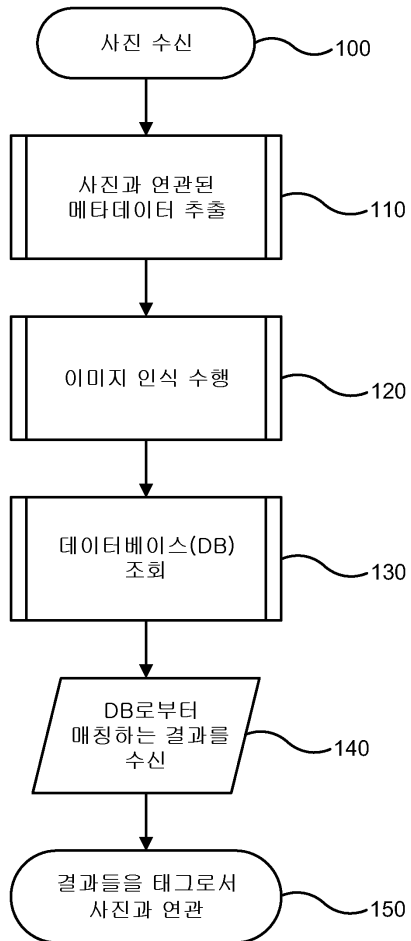 사진 수신
100
사진과 연관된
메타데이터 추출
110
이미지 인식 수행
120
데이터베이스(DB)
조회
130
DB로부터
매칭하는 결과를
수신
140
결과들을 태그로서
사진과 연관
150